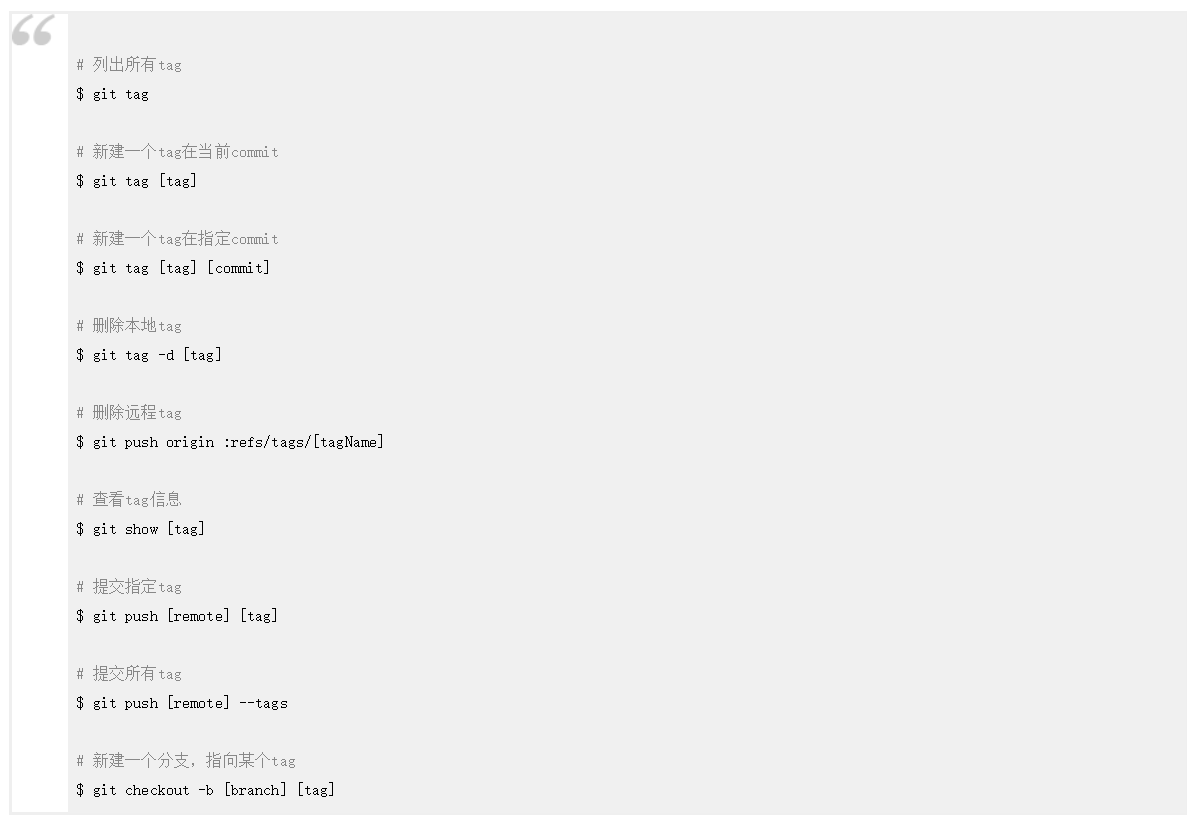 # 列出所有tag
$ git tag
# 新建一个tag在当前commit
$ git tag [tag]
# 新建一个tag在指定commit
$ git tag [tag] [commit]
# 删除本地tag
$ git tag -d [tag]
# 删除远程tag
$ git push origin :refs/tags/[tagName]
# 查看tag信息
$ git show [tag]
# 提交指定tag
$ git push [remote] [tag]
# 提交所有tag
$ git push [remote] --tags
# 新建一个分支，指向某个tag
$ git checkout -b [branch] [tag]